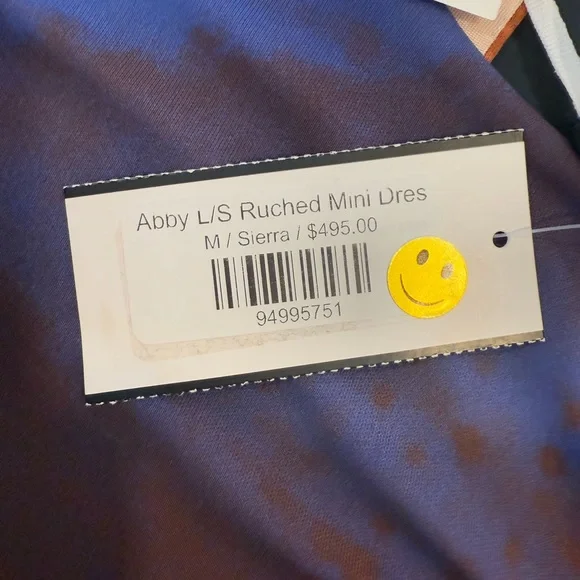 Abby L/S Ruched Mini Dres
M / Sierra / $495.00
94995751